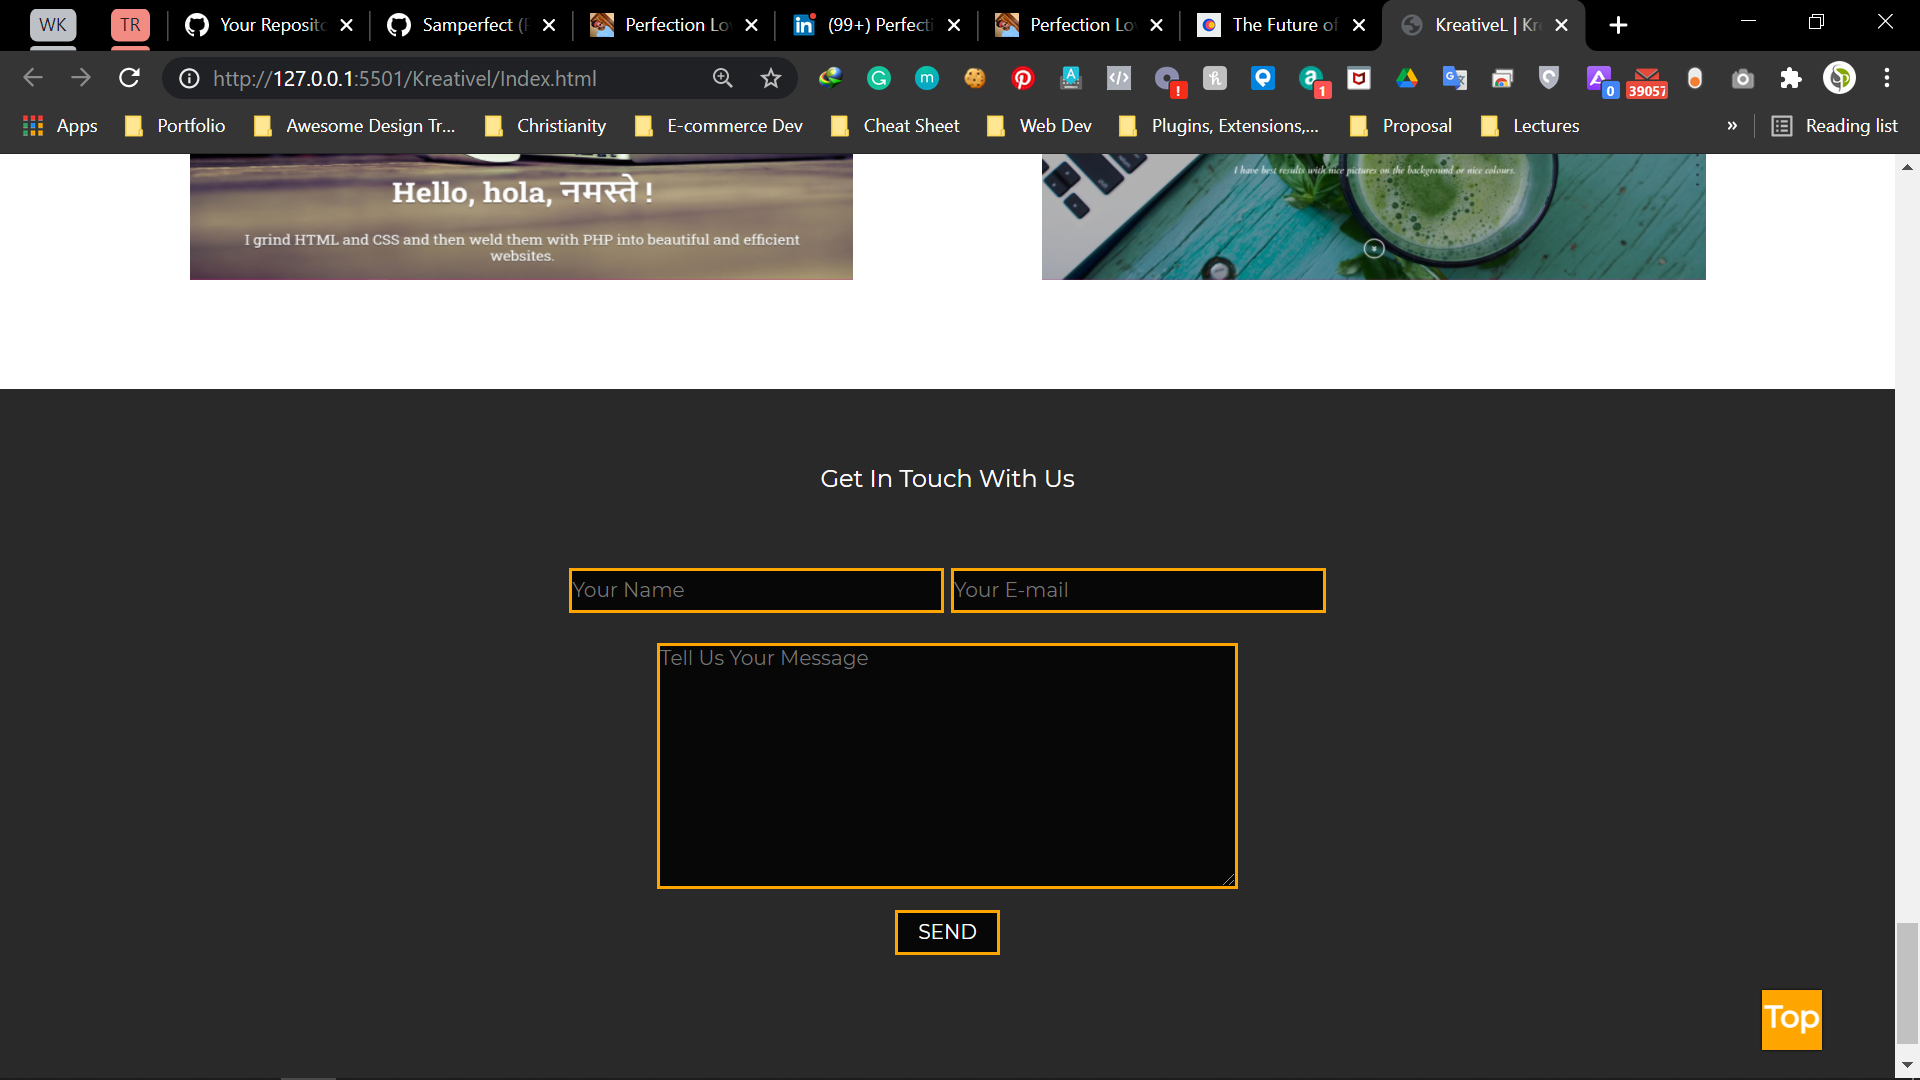 WK
TR
Your Reposito
Samperfect (P
Perfection Lo
(99+) Perfecti
Perfection Lo
The Future of
KreativeL | Kr
http://127.0.0.1:5501/Kreativel/Index.html
!
1
0
39057
Apps
Portfolio
Awesome Design Tr...
Christianity
E-commerce Dev
Cheat Sheet
Web Dev
Plugins, Extensions,...
Proposal
Lectures
»
Reading list
Hello, hola, नमस्ते !
I grind HTML and CSS and then weld them with PHP into beautiful and efficient
websites.
I have best results with nice pictures on the background or nice colours.
Get In Touch With Us
Your Name
Your E-mail
Tell Us Your Message
SEND
Top